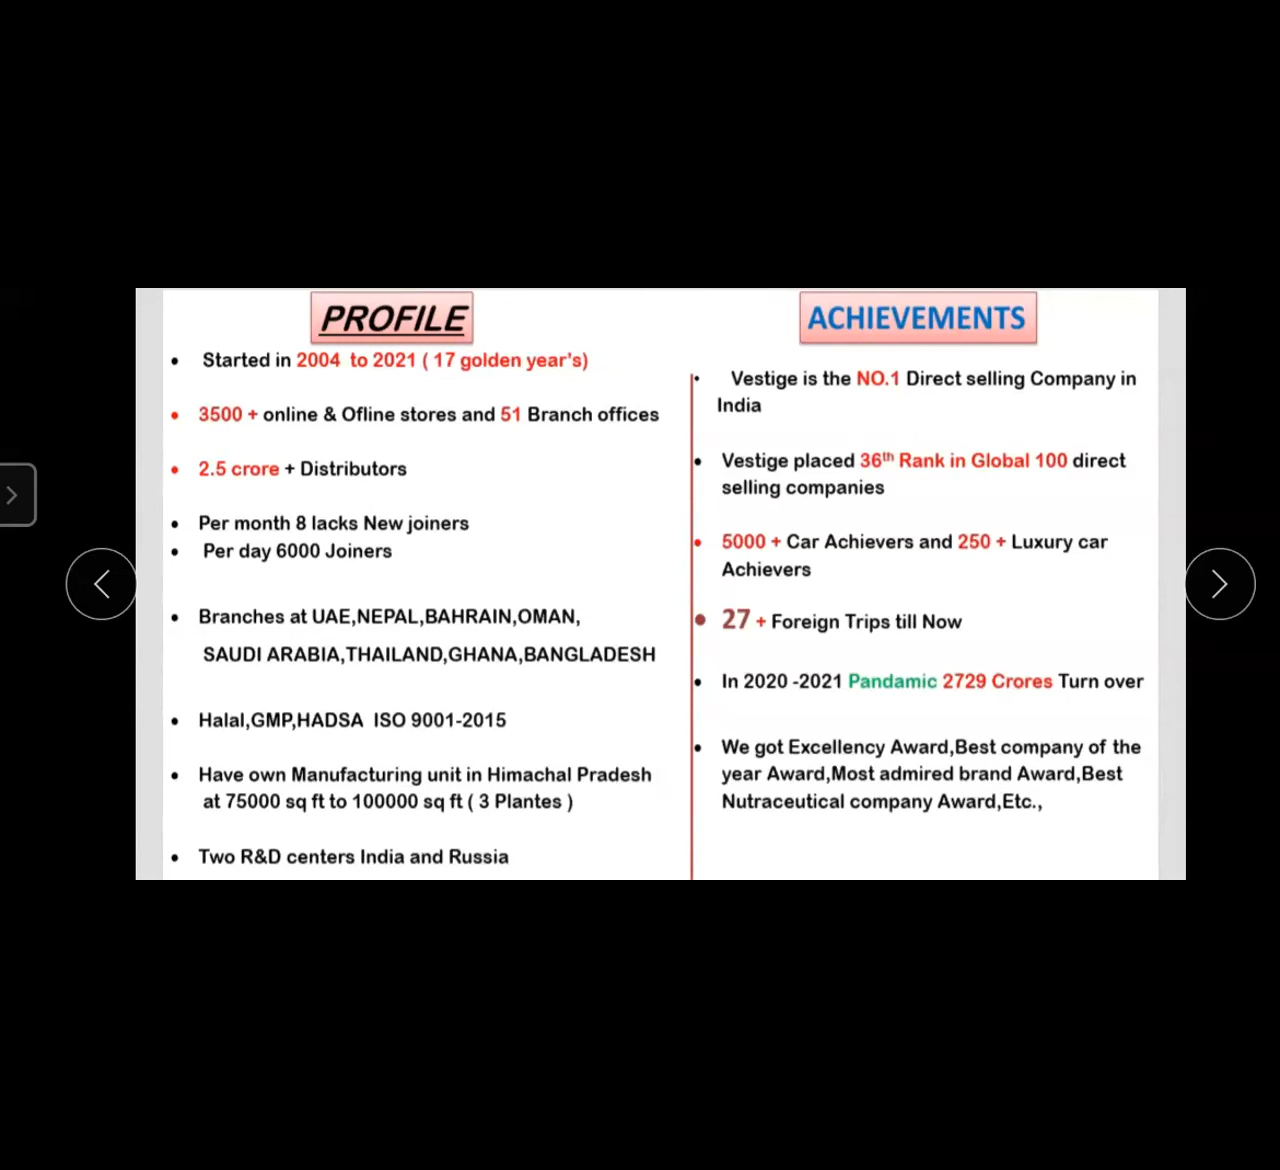 PROFILE
Started in 2004 to 2021 ( 17 golden year's)
3500 + online & Ofline stores and 51 Branch offices
2.5 crore + Distributors
Per month 8 lacks New joiners
Per day 6000 Joiners
Branches at UAE,NEPAL,BAHRAIN,OMAN,
SAUDI ARABIA,THAILAND,GHANA,BANGLADESH
Halal,GMP,HADSA ISO 9001-2015
Have own Manufacturing unit in Himachal Pradesh
at 75000 sq ft to 100000 sq ft ( 3 Plantes )
Two R&D centers India and Russia
ACHIEVEMENTS
Vestige is the NO.1 Direct selling Company in
India
Vestige placed 36th Rank in Global 100 direct
selling companies
5000 + Car Achievers and 250 + Luxury car
Achievers
27 + Foreign Trips till Now
In 2020 -2021 Pandamic 2729 Crores Turn over
We got Excellency Award,Best company of the
year Award,Most admired brand Award,Best
Nutraceutical company Award,Etc.,